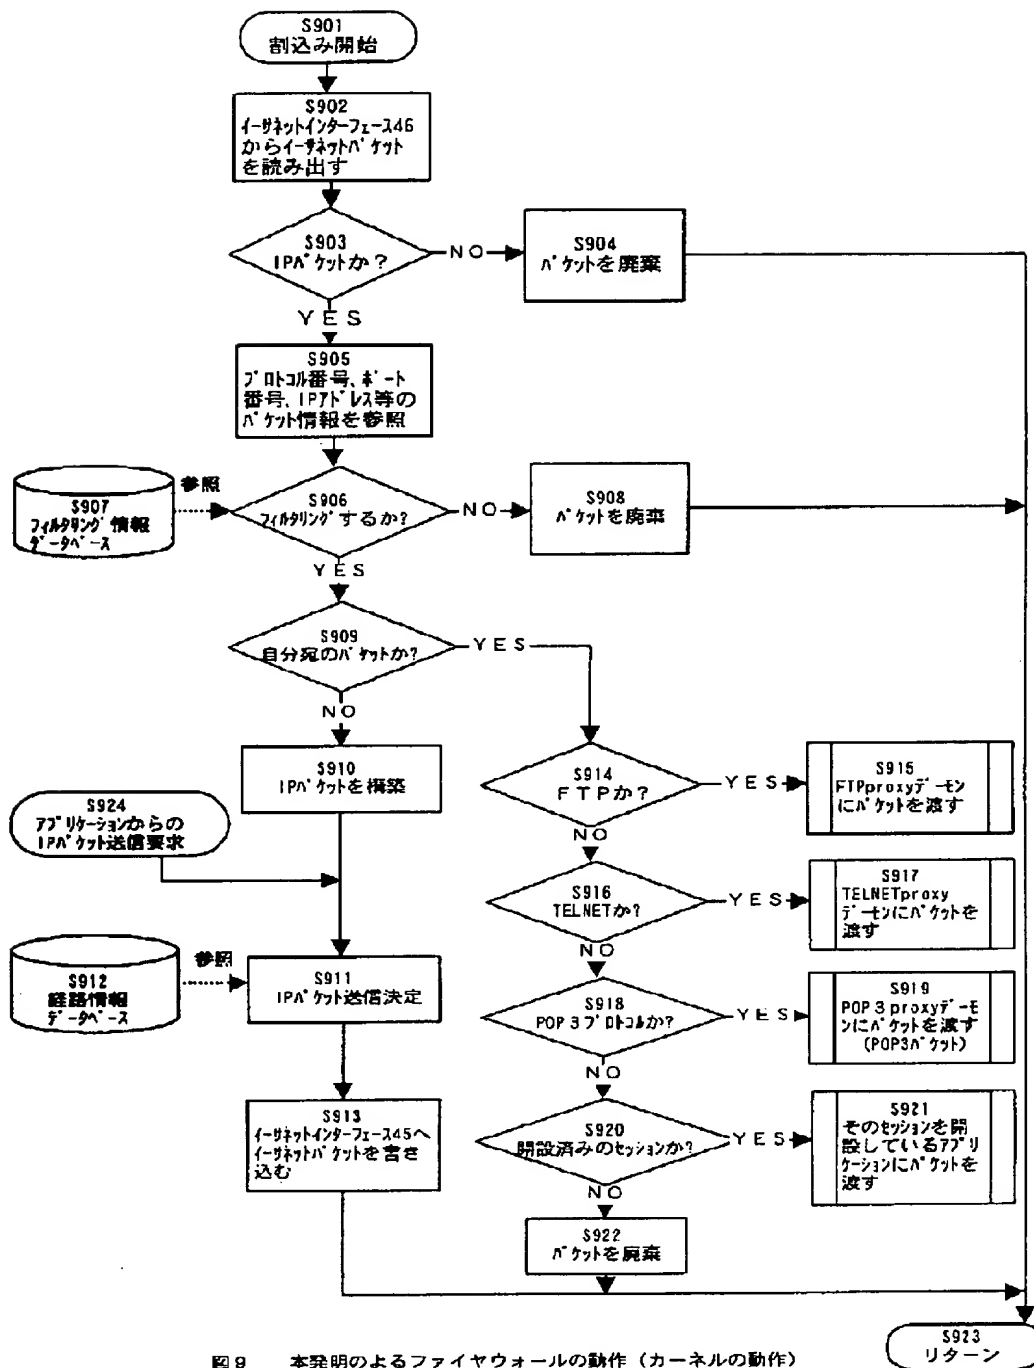 S901
割込み開始
S902
イーサネットインターフェース46
からイーサネットパケット
を読み出す
S903
IPパケットか？
NO
S904
パケットを廃棄
YES
S905
プロトコル番号、ポート
番号、IPアドレス等の
パケット情報を参照
参照
S907
フィルタリング情報
データベース
S906
フィルタリングするか?
NO
S908
パケットを廃棄
YES
S909
自分宛のパケットか?
YES
NO
S910
IPパケットを構築
S914
FTPか?
YES
S915
FTPproxyデーモン
にパケットを渡す
S924
アプリケーションからの
IPパケット送信要求
NO
S916
TELNETか?
YES
S917
TELNETproxy
デーモンにパケットを
渡す
参照
S912
経路情報
データベース
S911
IPパケット送信決定
NO
S918
POP3プロトコルか?
YES
S919
POP3proxyデーモ
ンにパケットを渡す
(POP3パケット)
NO
S913
イーサネットインターフェース45へ
イーサネットパケットを書き
込む
S920
開設済みのセッションか?
YES
S921
そのセッションを開
設しているアプリ
ケーションにパケットを
渡す
NO
S922
パケットを廃棄
S923
リターン
図9 本発明のよるファイヤウォールの動作（カーネルの動作）